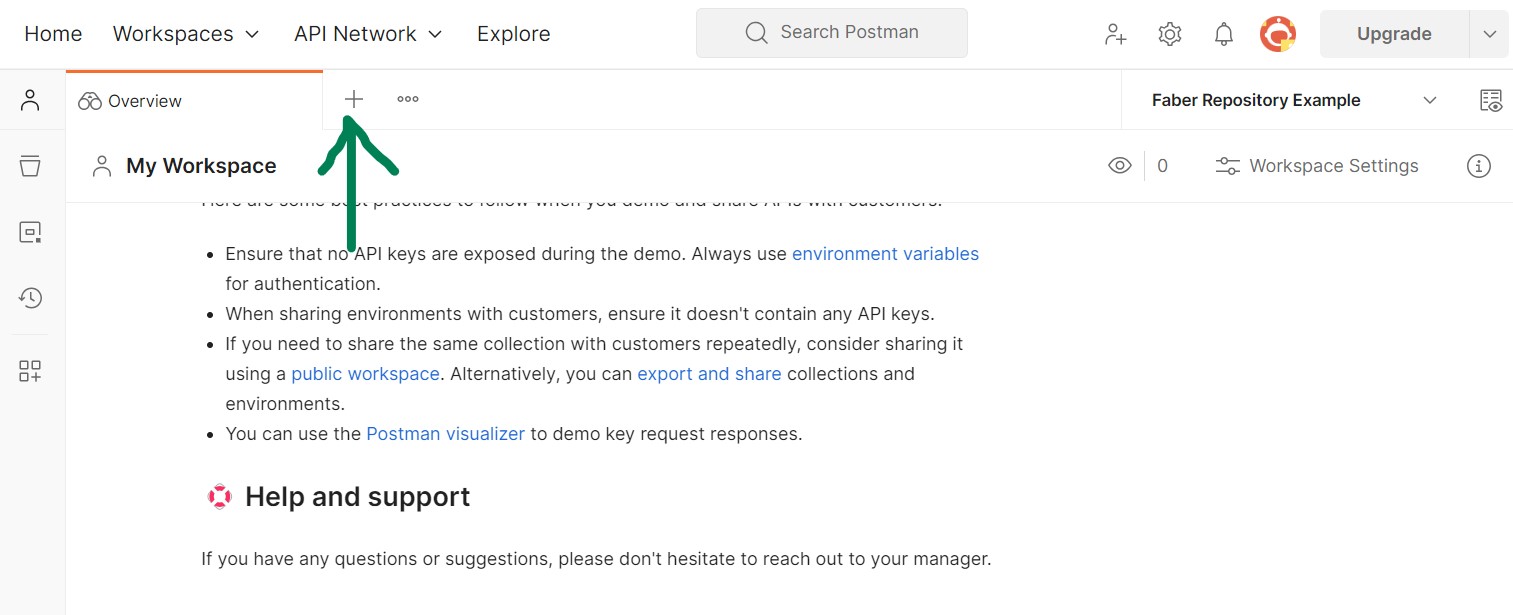 Home Workspaces API Network Explore Search Postman Upgrade
Overview Faber Repository Example
My Workspace 0 Workspace Settings
Here are some best practices to follow when you demo and share APIs with customers.
Ensure that no API keys are exposed during the demo. Always use environment variables
for authentication.
When sharing environments with customers, ensure it doesn't contain any API keys.
If you need to share the same collection with customers repeatedly, consider sharing it
using a public workspace. Alternatively, you can export and share collections and
environments.
You can use the Postman visualizer to demo key request responses.
Help and support
If you have any questions or suggestions, please don't hesitate to reach out to your manager.